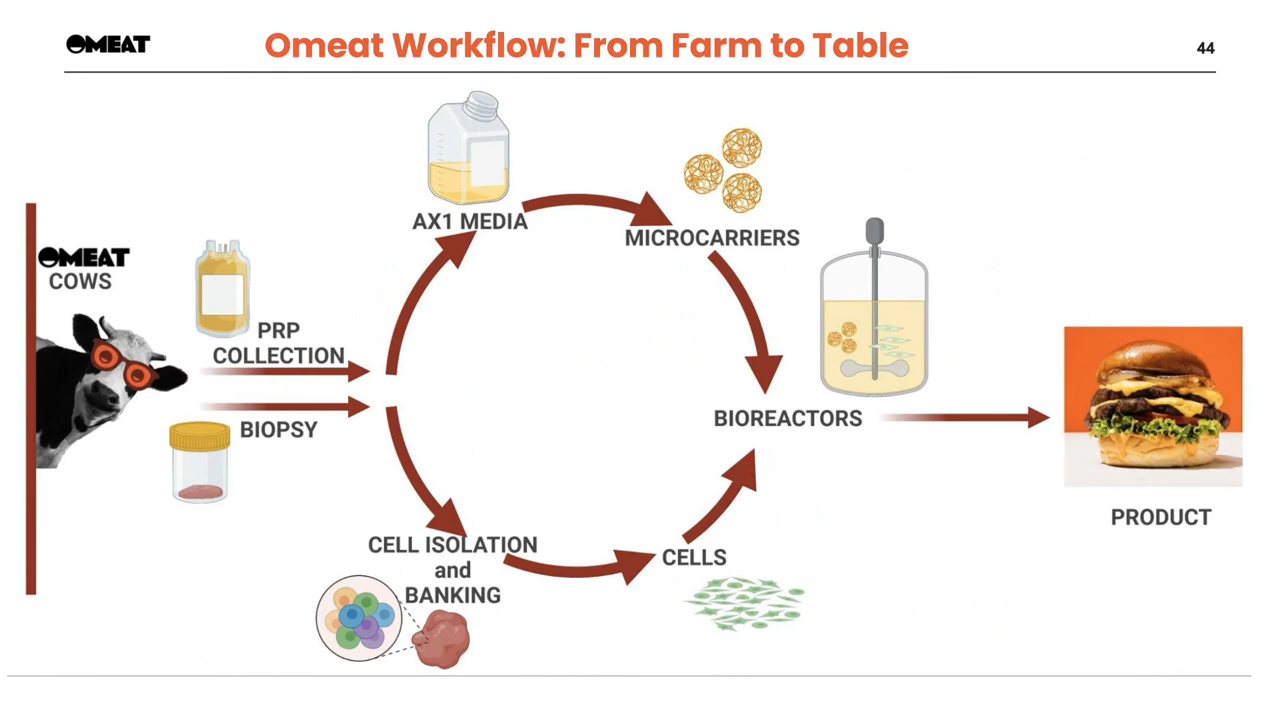 OMEAT
Omeat Workflow: From Farm to Table
44
AX1 MEDIA
MICROCARRIERS
OMEAT
COWS
PRP
COLLECTION
BIOPSY
BIOREACTORS
PRODUCT
CELL ISOLATION
and
BANKING
CELLS